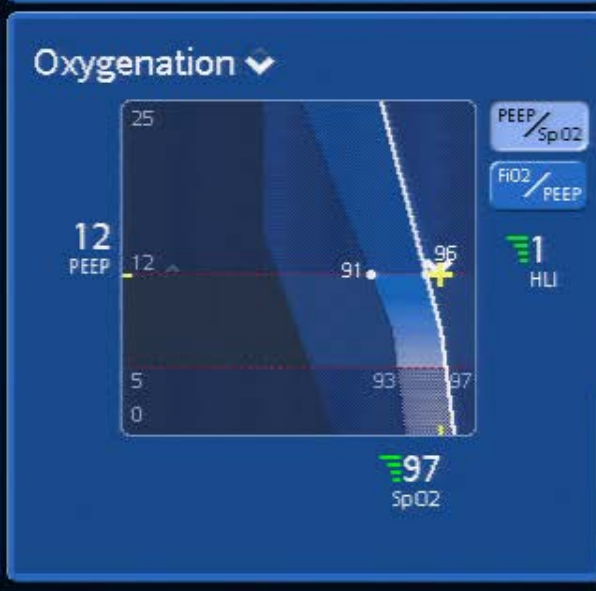 Oxygenation
25
PEEP/SpO2
FiO2/PEEP
12
PEEP
12
91
96
1
HLI
5
93
97
0
97
SpO2